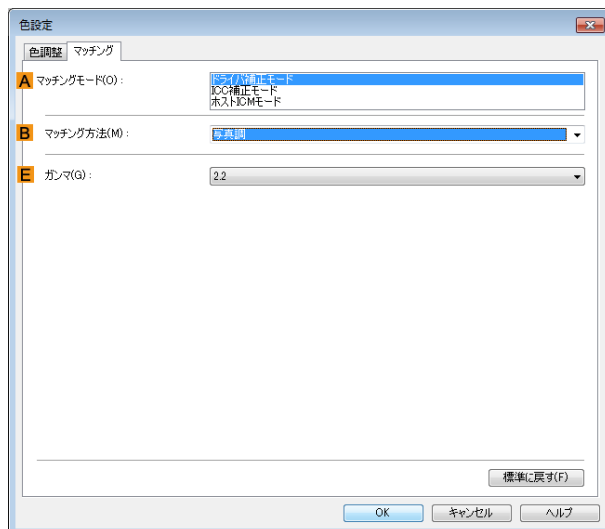 色設定
色調整 マッチング
A マッチングモード(O) : ドライバ補正モード
ICC補正モード
ホストICMモード
B マッチング方法(M) : 写真調
E ガンマ(G) : 2.2
標準に戻す(F)
OK キャンセル ヘルプ